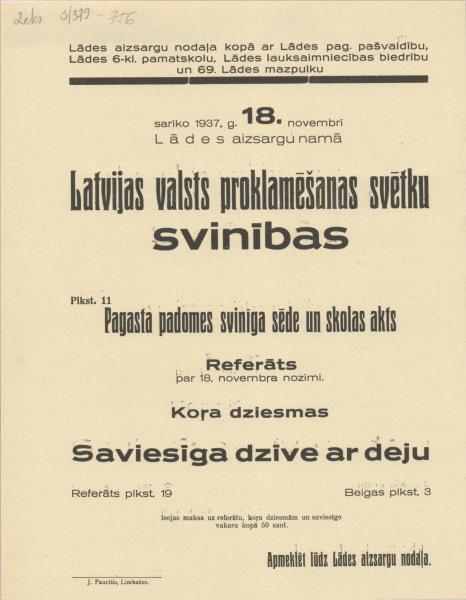 2eks 5/379 - 756
Lādes aizsargu nodaļa kopā ar Lādes pag. pašvaldību,
Lādes 6-kl. pamatskolu, Lādes lauksaimniecības biedrību
un 69. Lādes mazpulku
sariko 1937. g. 18. novembrī
Lādes aizsargu namā
Latvijas valsts proklamēšanas svētku
svinības
Plkst. 11
Pagasta padomes svinīga sēde un skolas akts
Referāts
par 18. novembŗa nozimi.
Koŗa dziesmas
Saviesīga dzīve ar deju
Referāts plkst. 19
Beigas plkst. 3
Ieejas maksa uz referātu, koŗa dziesmām un saviesīgo
vakaru kopā 50 sant.
Apmeklēt lūdz Lādes aizsargu nodaļa.
J. Paucītis, Limbažos.